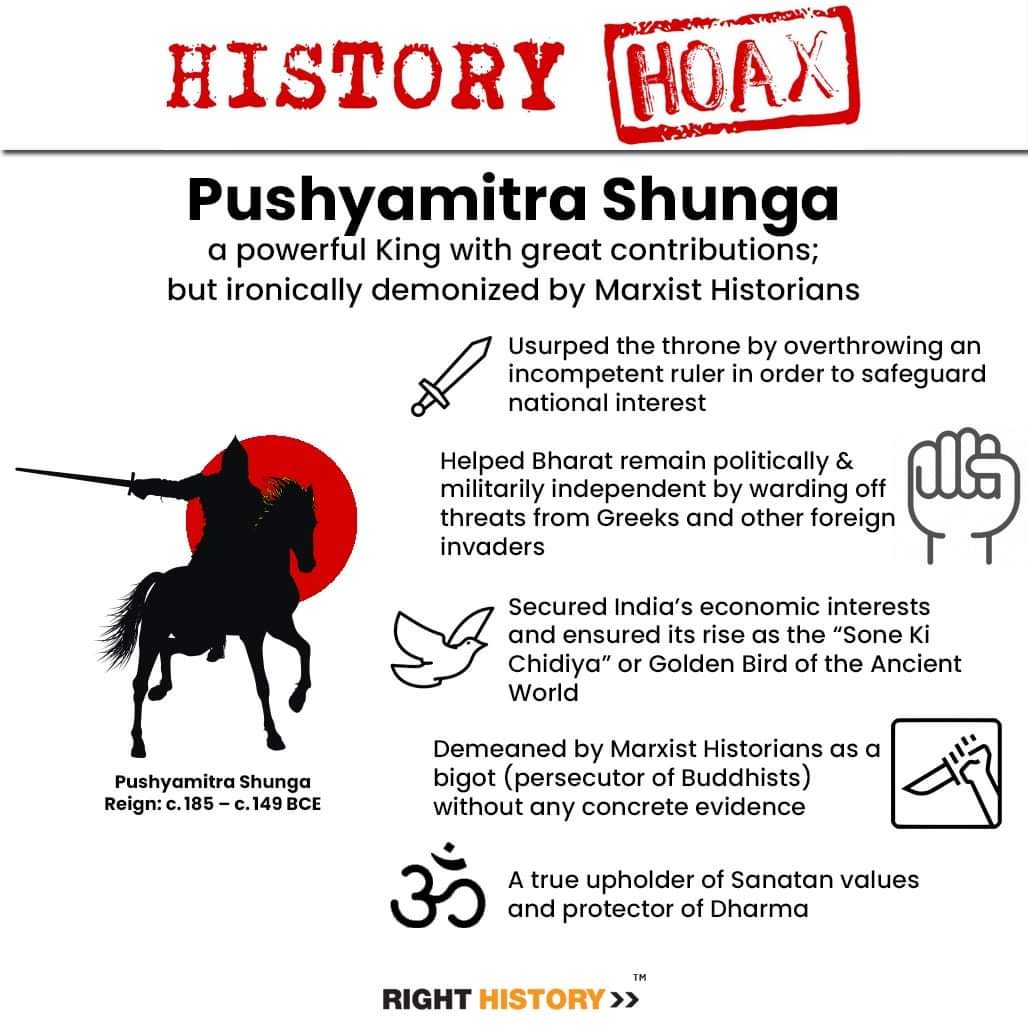 HISTORY HOAX
Pushyamitra Shunga
a powerful King with great contributions;
but ironically demonized by Marxist Historians
Usurped the throne by overthrowing an
incompetent ruler in order to safeguard
national interest
Helped Bharat remain politically &
militarily independent by warding off
threats from Greeks and other foreign
invaders
Secured India's economic interests
and ensured its rise as the “Sone Ki
Chidiya” or Golden Bird of the Ancient
World
Pushyamitra Shunga
Reign: c.185 – c.149 BCE
Demeaned by Marxist Historians as a
bigot (persecutor of Buddhists)
without any concrete evidence
ॐ
A true upholder of Sanatan values
and protector of Dharma
RIGHT HISTORY >> ™